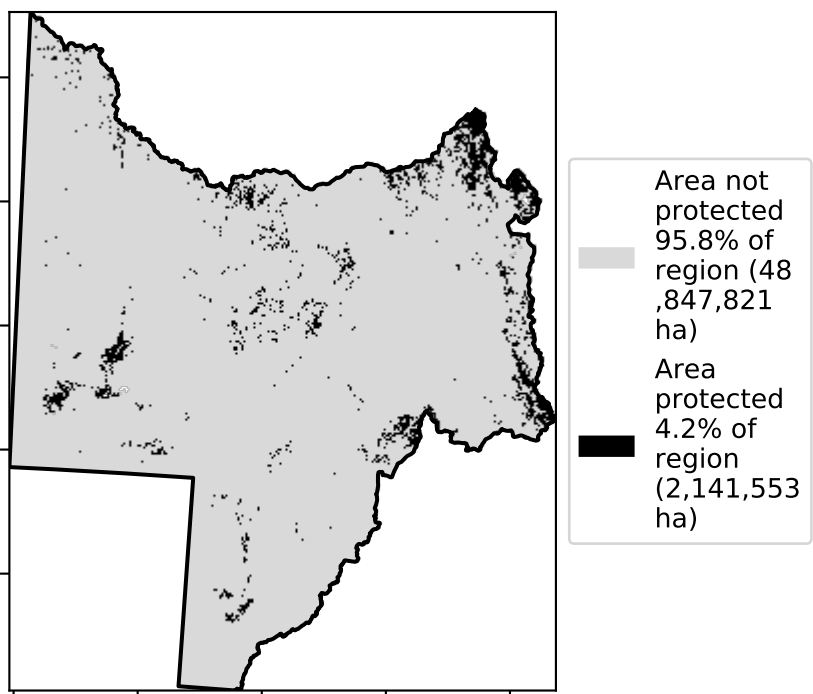 Area not
protected
95.8% of
region (48
,847,821
ha)
Area
protected
4.2% of
region
(2,141,553
ha)